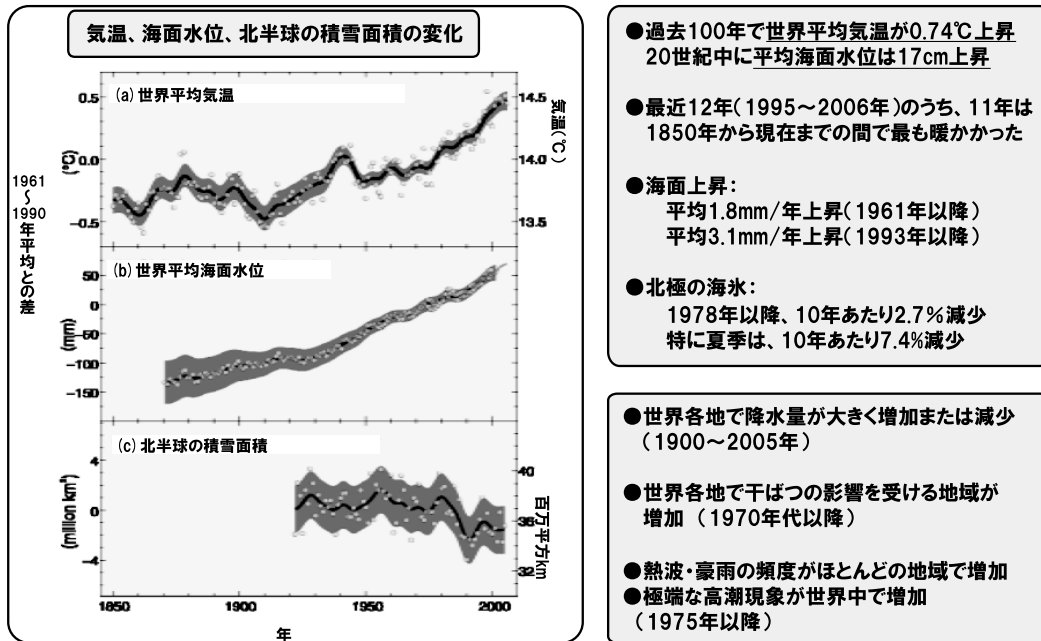 気温、海面水位、北半球の積雪面積の変化
(a) 世界平均気温
0.5
0.0
−0.5
(℃)
14.5
14.0
13.5
気温(℃)
1961～1990年平均との差
(b) 世界平均海面水位
50
0
−50
−100
−150
(mm)
(c) 北半球の積雪面積
4
0
−4
(million km²)
40
36
32
百万平方km
1850
1900
1950
2000
年
●過去100年で世界平均気温が0.74℃上昇
20世紀中に平均海面水位は17cm上昇
●最近12年(1995～2006年)のうち、11年は
1850年から現在までの間で最も暖かかった
●海面上昇：
平均1.8mm/年上昇(1961年以降)
平均3.1mm/年上昇(1993年以降)
●北極の海氷：
1978年以降、10年あたり2.7％減少
特に夏季は、10年あたり7.4%減少
●世界各地で降水量が大きく増加または減少
(1900～2005年)
●世界各地で干ばつの影響を受ける地域が
増加 (1970年代以降)
●熱波・豪雨の頻度がほとんどの地域で増加
●極端な高潮現象が世界中で増加
(1975年以降)